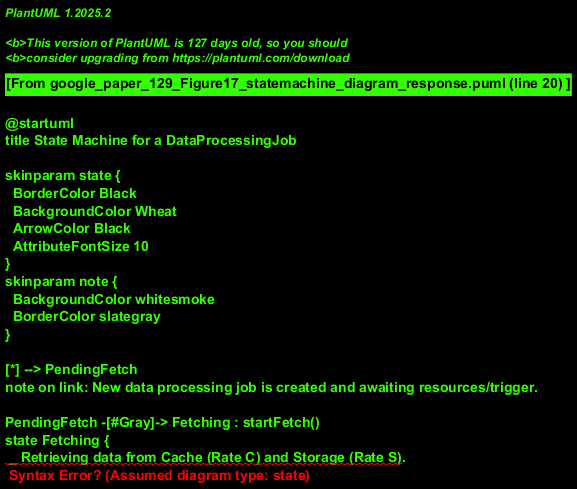 PlantUML 1.2025.2
<b>This version of PlantUML is 127 days old, so you should
<b>consider upgrading from https://plantuml.com/download
[From google_paper_129_Figure17_statemachine_diagram_response.puml (line 20) ]
@startuml
title State Machine for a DataProcessingJob
skinparam state {
BorderColor Black
BackgroundColor Wheat
ArrowColor Black
AttributeFontSize 10
}
skinparam note {
BackgroundColor whitesmoke
BorderColor slategray
}
[*] --> PendingFetch
note on link: New data processing job is created and awaiting resources/trigger.
PendingFetch -[#Gray]-> Fetching : startFetch()
state Fetching {
_ Retrieving data from Cache (Rate C) and Storage (Rate S).
Syntax Error? (Assumed diagram type: state)